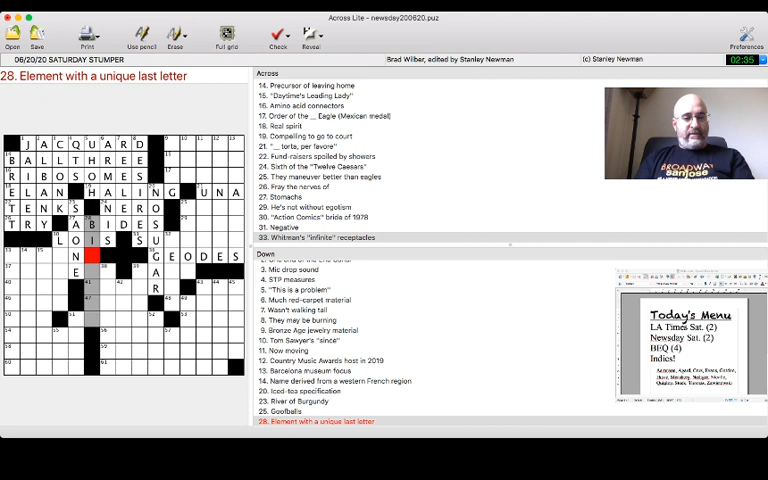 Across Lite - newsday200620.puz
Open Save Print Use pencil Erase Full grid Check Reveal Preferences
06/20/20 SATURDAY STUMPER
Brad Wilber, edited by Stanley Newman
(c) Stanley Newman
02:35
28. Element with a unique last letter
JACQUARD
BALLTHREE
RIBOSOMES
ELAN HALING UNA
TENKS NERO
TRY BIDES
LOIS
GEODES
Across
14. Precursor of leaving home
15. "Daytime's Leading Lady"
16. Amino acid connectors
17. Order of the __ Eagle (Mexican medal)
18. Real spirit
19. Compelling to go to court
21. "__ torts, per favore"
22. Fund-raisers spoiled by showers
24. Sixth of the "Twelve Caesars"
25. They maneuver better than eagles
26. Fray the nerves of
27. Stomachs
29. He's not without egotism
30. "Action Comics" bride of 1978
31. Negative
33. Whitman's "infinite" receptacles
Down
3. Mic drop sound
4. STP measures
5. "This is a problem"
6. Much red-carpet material
7. Wasn't walking tall
8. They may be burning
9. Bronze Age jewelry material
10. Tom Sawyer's "since"
11. Now moving
12. Country Music Awards host in 2019
13. Barcelona museum focus
14. Name derived from a western French region
20. Iced-tea specification
23. River of Burgundy
25. Goofballs
28. Element with a unique last letter
BROADWAY
san jose
Today's Menu
LA Times Sat. (2)
Newsday Sat. (2)
BEQ (4)
Indies!